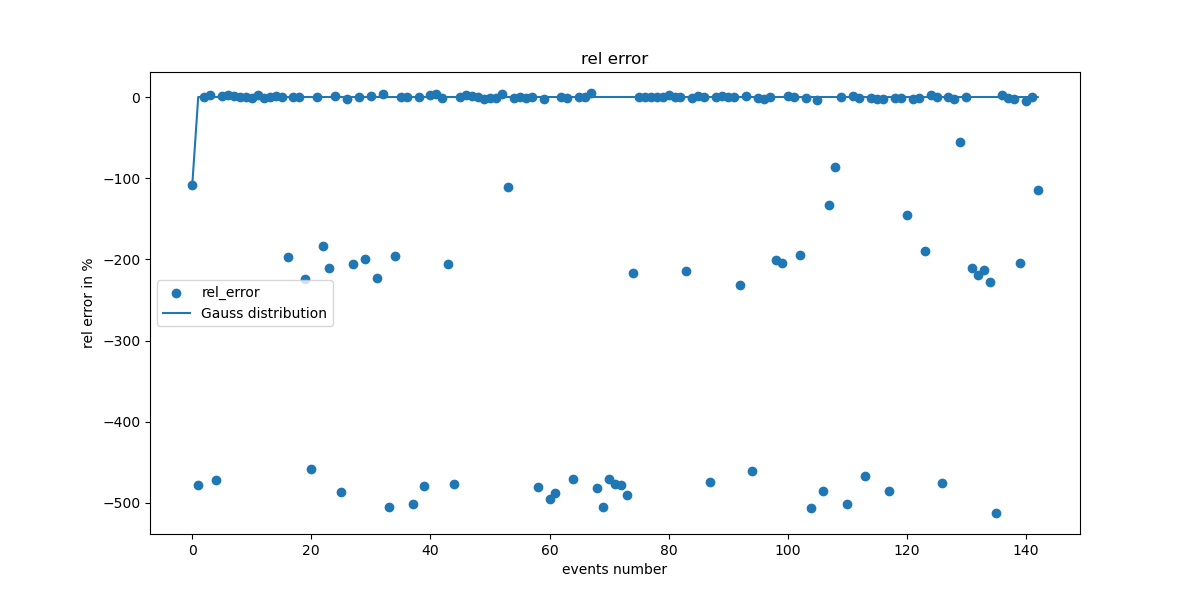 rel error
0
−100
−200
−300
−400
−500
rel error in %
rel_error
Gauss distribution
0 20 40 60 80 100 120 140
events number